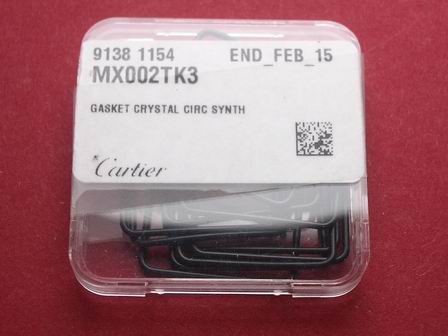 9138 1154 END_FEB_15
MX002TK3
GASKET CRYSTAL CIRC SYNTH
Cartier